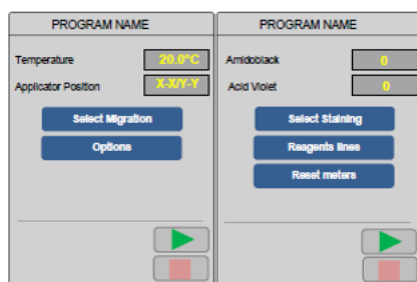 PROGRAM NAME
Temperature 20.0°C
Applicator Position X-X/Y-Y
Select Migration
Options
PROGRAM NAME
Amidoblack 0
Acid Violet 0
Select Staining
Reagents lines
Reset meters